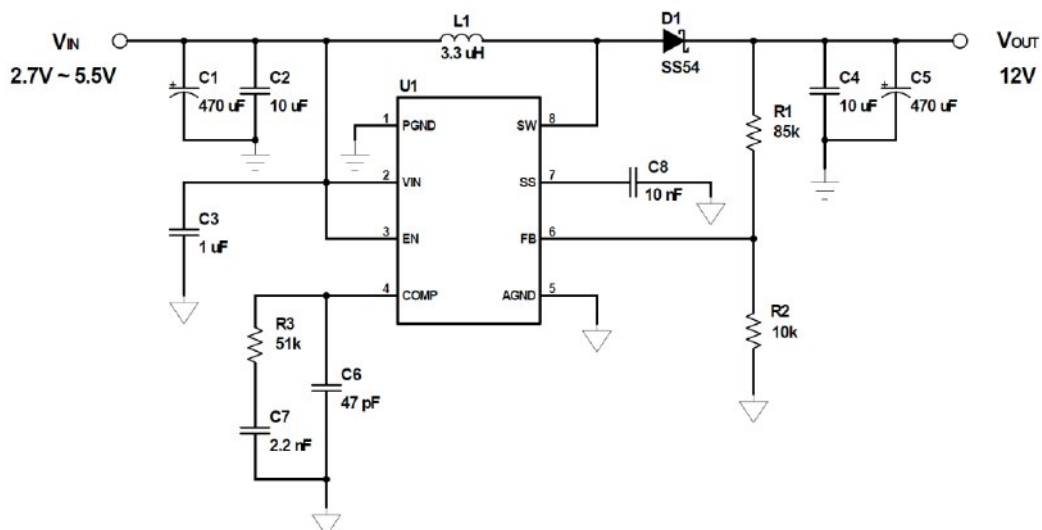 L1
3.3 uH
D1
SS54
VIN
2.7V ~ 5.5V
VOUT
12V
C1
470 uF
C2
10 uF
C4
10 uF
C5
470 uF
U1
1
PGND
SW
8
R1
85k
2
VIN
SS
7
C8
10 nF
C3
1 uF
3
EN
FB
6
4
COMP
AGND
5
R3
51k
R2
10k
C6
47 pF
C7
2.2 nF